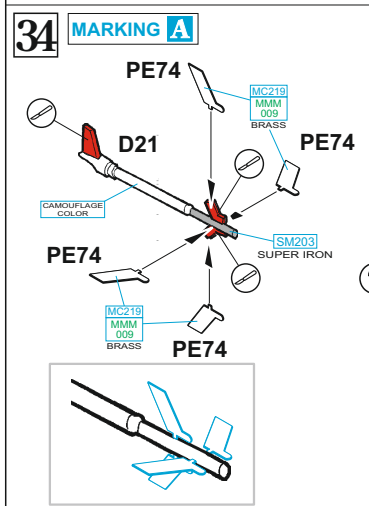 34 MARKING A
PE74
MC219
MMM
009
BRASS
D21
PE74
CAMOUFLAGE
COLOR
SM203
SUPER IRON
PE74
MC219
MMM
009
BRASS
PE74